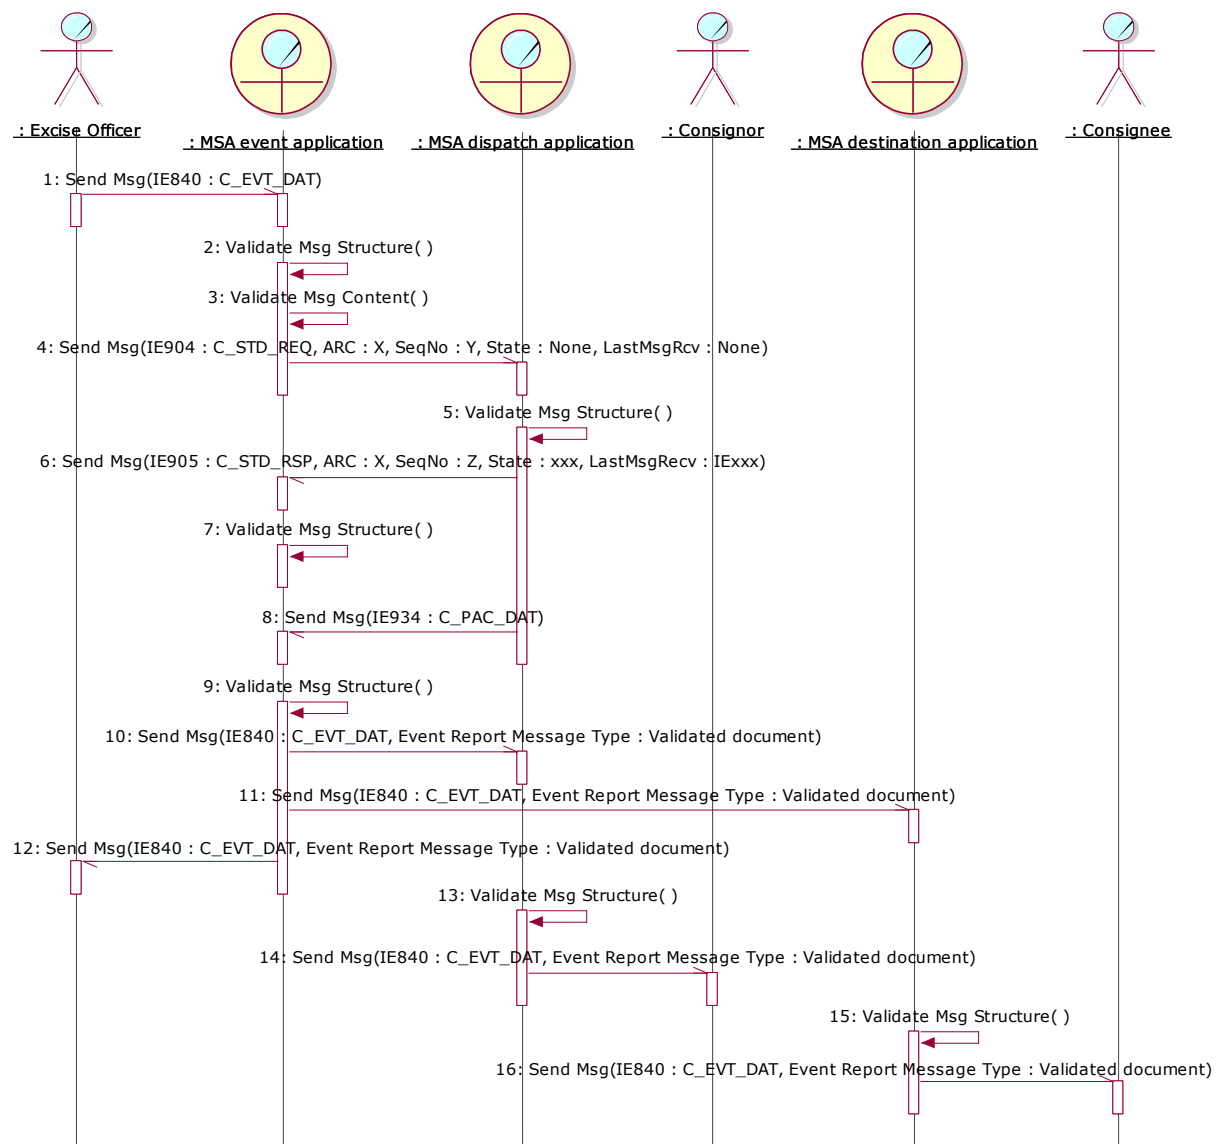 : Excise Officer
: MSA event application
: MSA dispatch application
: Consignor
: MSA destination application
: Consignee
1: Send Msg(IE840 : C_EVT_DAT)
2: Validate Msg Structure( )
3: Validate Msg Content( )
4: Send Msg(IE904 : C_STD_REQ, ARC : X, SeqNo : Y, State : None, LastMsgRcv : None)
5: Validate Msg Structure( )
6: Send Msg(IE905 : C_STD_RSP, ARC : X, SeqNo : Z, State : xxx, LastMsgRecv : IExxx)
7: Validate Msg Structure( )
8: Send Msg(IE934 : C_PAC_DAT)
9: Validate Msg Structure( )
10: Send Msg(IE840 : C_EVT_DAT, Event Report Message Type : Validated document)
11: Send Msg(IE840 : C_EVT_DAT, Event Report Message Type : Validated document)
12: Send Msg(IE840 : C_EVT_DAT, Event Report Message Type : Validated document)
13: Validate Msg Structure( )
14: Send Msg(IE840 : C_EVT_DAT, Event Report Message Type : Validated document)
15: Validate Msg Structure( )
16: Send Msg(IE840 : C_EVT_DAT, Event Report Message Type : Validated document)